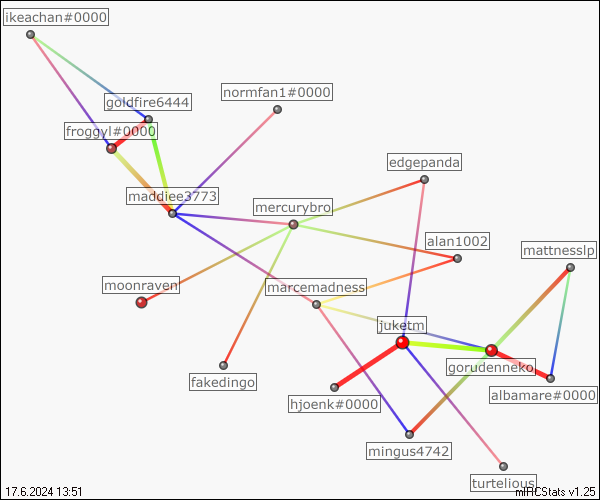 ikeachan#0000
goldfire6444
normfan1#0000
froggyl#0000
edgepanda
maddiee3773
mercurybro
alan1002
mattnesslp
moonraven
marcemadness
juketm
gorudenneko
fakedingo
hjoenk#0000
albamare#0000
mingus4742
turtelious
17.6.2024 13:51
mIRCStats v1.25